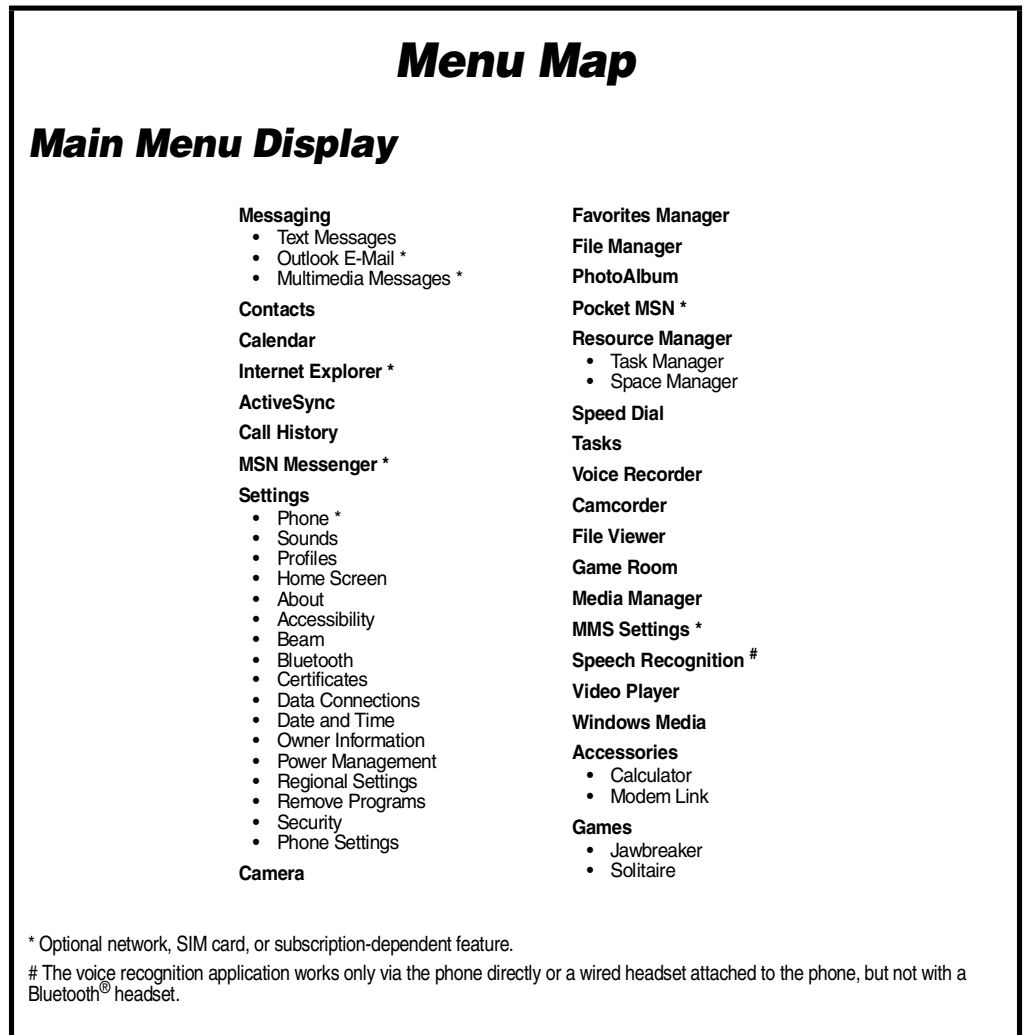 Menu Map
Main Menu Display
Messaging
• Text Messages
• Outlook E-Mail *
• Multimedia Messages *
Contacts
Calendar
Internet Explorer *
ActiveSync
Call History
MSN Messenger *
Settings
• Phone *
• Sounds
• Profiles
• Home Screen
• About
• Accessibility
• Beam
• Bluetooth
• Certificates
• Data Connections
• Date and Time
• Owner Information
• Power Management
• Regional Settings
• Remove Programs
• Security
• Phone Settings
Camera
Favorites Manager
File Manager
PhotoAlbum
Pocket MSN *
Resource Manager
• Task Manager
• Space Manager
Speed Dial
Tasks
Voice Recorder
Camcorder
File Viewer
Game Room
Media Manager
MMS Settings *
Speech Recognition #
Video Player
Windows Media
Accessories
• Calculator
• Modem Link
Games
• Jawbreaker
• Solitaire
* Optional network, SIM card, or subscription-dependent feature.
# The voice recognition application works only via the phone directly or a wired headset attached to the phone, but not with a
Bluetooth® headset.